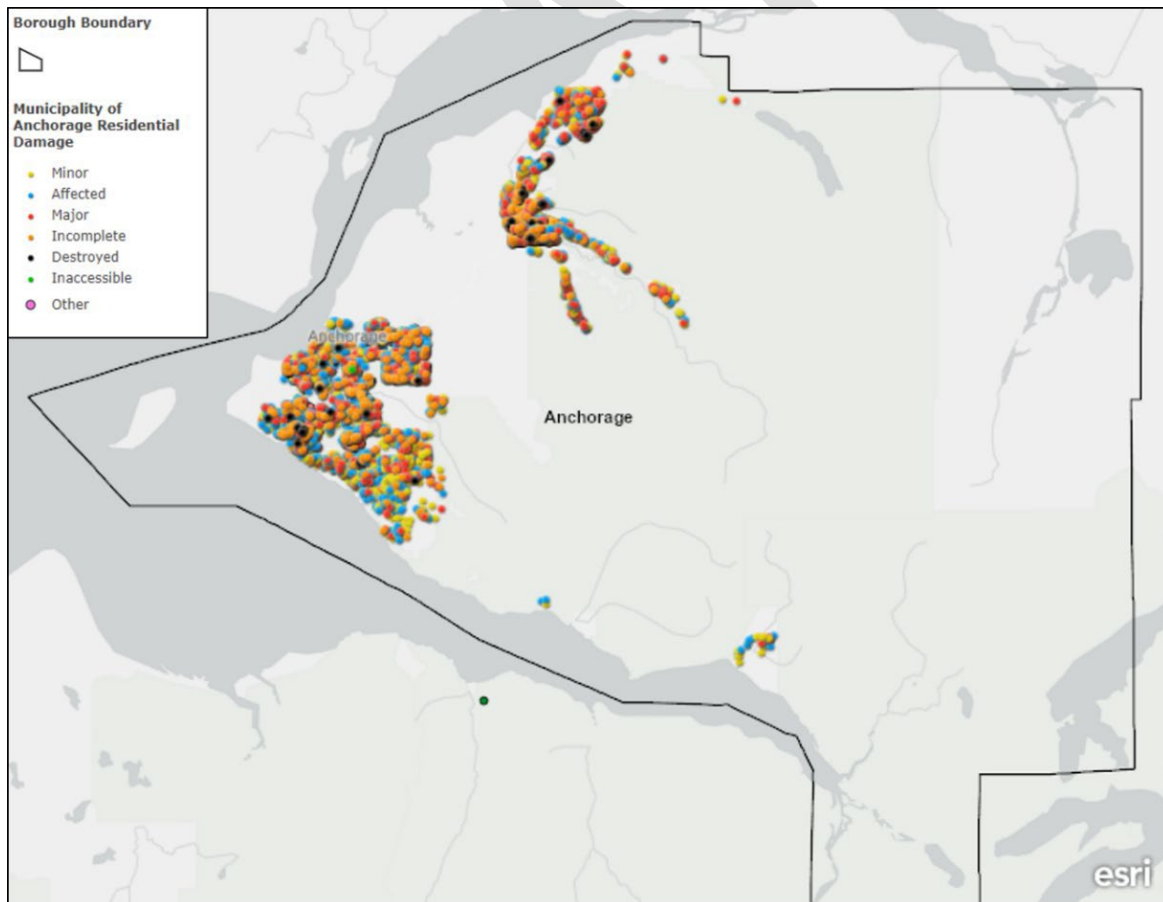 Borough Boundary
Municipality of
Anchorage Residential
Damage
Minor
Affected
Major
Incomplete
Destroyed
Inaccessible
Other
Anchorage
Anchorage
esri